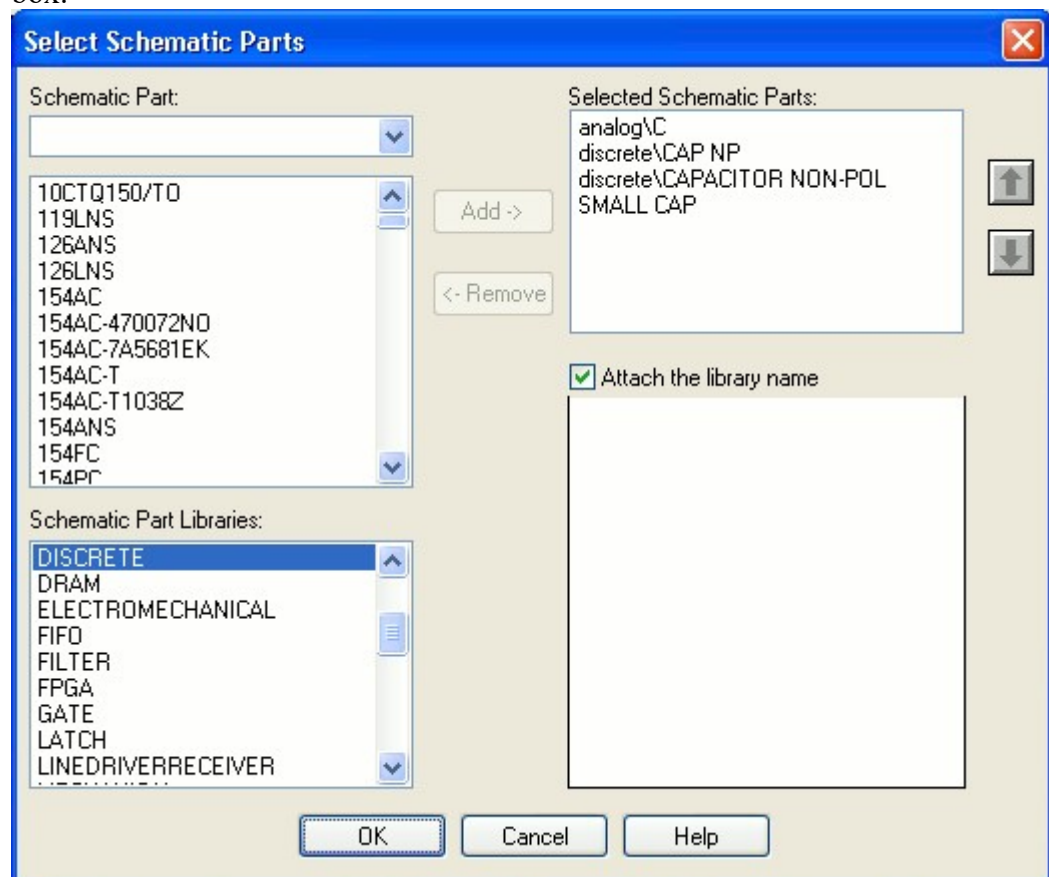 box.
Select Schematic Parts
Schematic Part:
10CTQ150/TO
119LNS
126ANS
126LNS
154AC
154AC-470072NO
154AC-7A5681EK
154AC-T
154AC-T1038Z
154ANS
154FC
154PC
Schematic Part Libraries:
DISCRETE
DRAM
ELECTROMECHANICAL
FIFO
FILTER
FPGA
GATE
LATCH
LINEDRIVERRECEIVER
Add ->
<- Remove
Selected Schematic Parts:
analog\C
discrete\CAP NP
discrete\CAPACITOR NON-POL
SMALL CAP
Attach the library name
OK
Cancel
Help